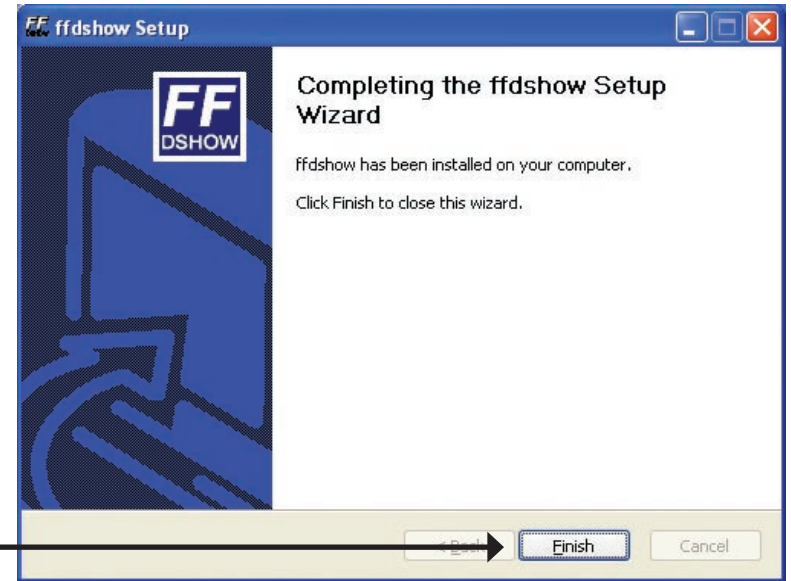 ffdshow Setup
FF
DSHOW
Completing the ffdshow Setup
Wizard
ffdshow has been installed on your computer.
Click Finish to close this wizard.
Finish
Cancel